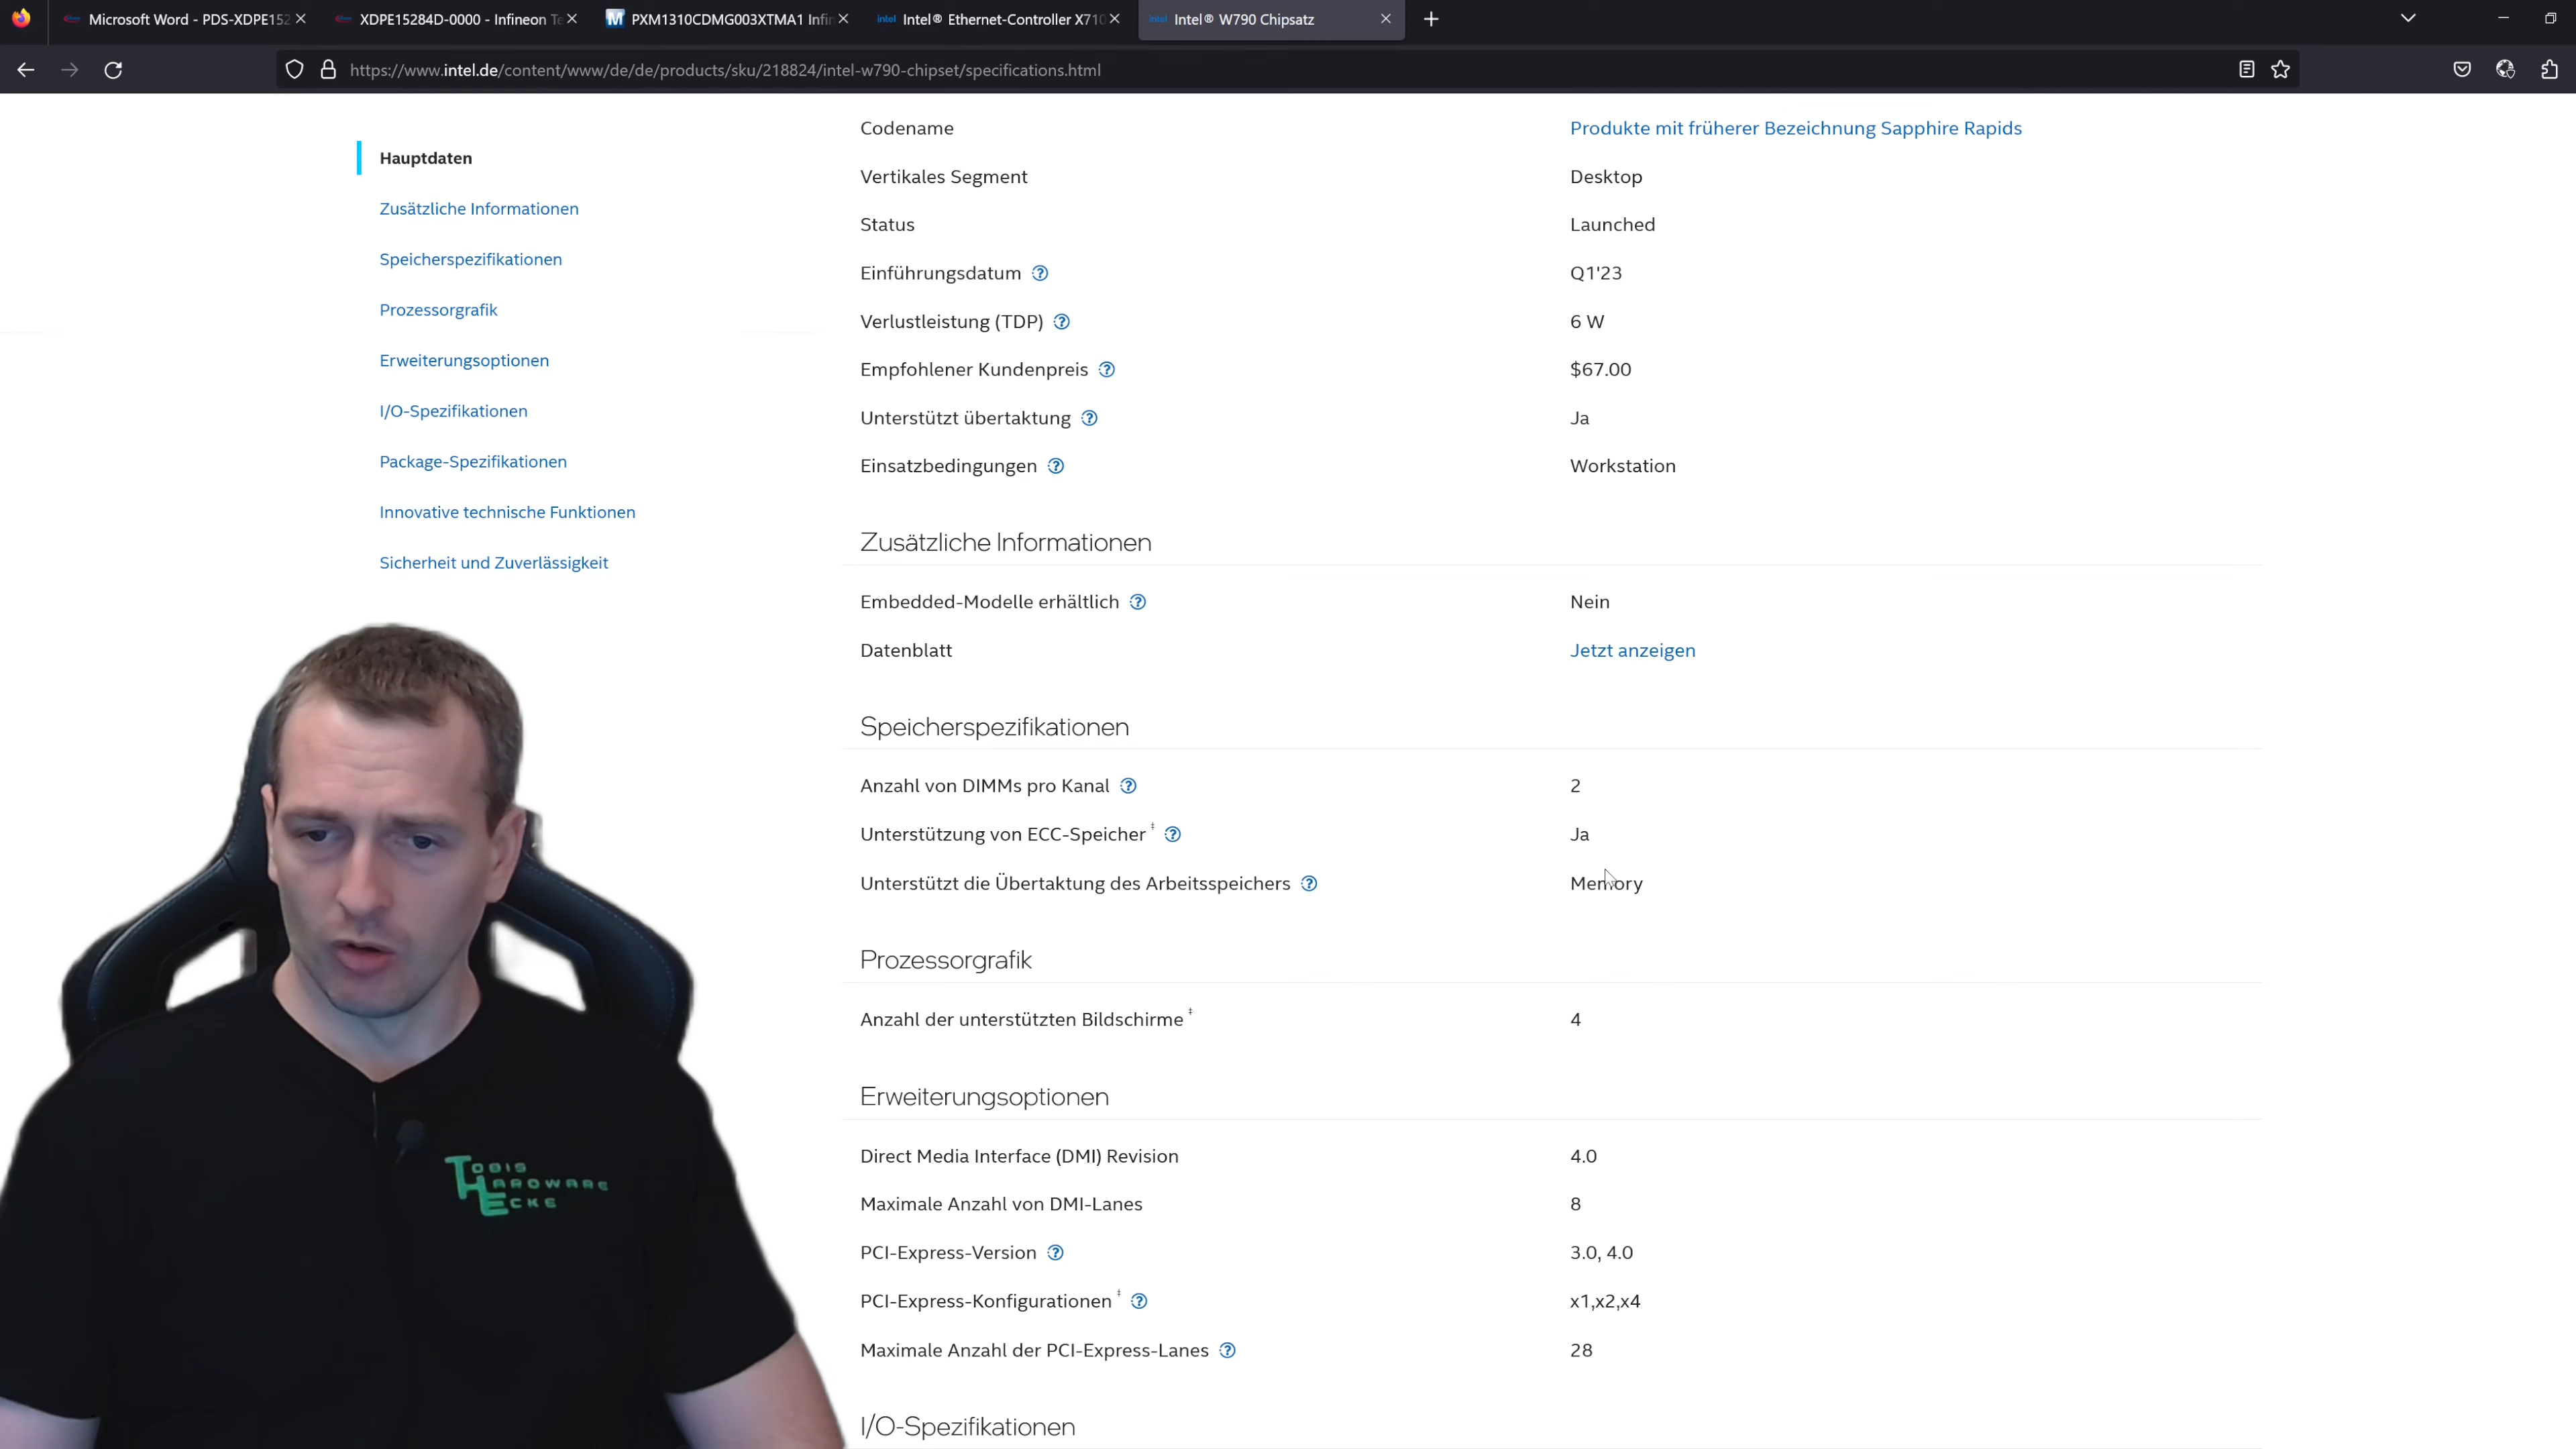 Microsoft Word - PDS-XDPE152
XDPE15284D-0000 - Infineon Te
PXM1310CDMG003XTMA1 Infin
Intel® Ethernet-Controller X710
Intel® W790 Chipsatz
https://www.intel.de/content/www/de/de/products/sku/218824/intel-w790-chipset/specifications.html
Hauptdaten
Zusätzliche Informationen
Speicherspezifikationen
Prozessorgrafik
Erweiterungsoptionen
I/O-Spezifikationen
Package-Spezifikationen
Innovative technische Funktionen
Sicherheit und Zuverlässigkeit
Codename Produkte mit früherer Bezeichnung Sapphire Rapids
Vertikales Segment Desktop
Status Launched
Einführungsdatum Q1'23
Verlustleistung (TDP) 6 W
Empfohlener Kundenpreis $67.00
Unterstützt übertaktung Ja
Einsatzbedingungen Workstation
Zusätzliche Informationen
Embedded-Modelle erhältlich Nein
Datenblatt Jetzt anzeigen
Speicherspezifikationen
Anzahl von DIMMs pro Kanal 2
Unterstützung von ECC-Speicher ‡ Ja
Unterstützt die Übertaktung des Arbeitsspeichers Memory
Prozessorgrafik
Anzahl der unterstützten Bildschirme ‡ 4
Erweiterungsoptionen
Direct Media Interface (DMI) Revision 4.0
Maximale Anzahl von DMI-Lanes 8
PCI-Express-Version 3.0, 4.0
PCI-Express-Konfigurationen ‡ x1,x2,x4
Maximale Anzahl der PCI-Express-Lanes 28
I/O-Spezifikationen
Tobis
Hardware
Ecke